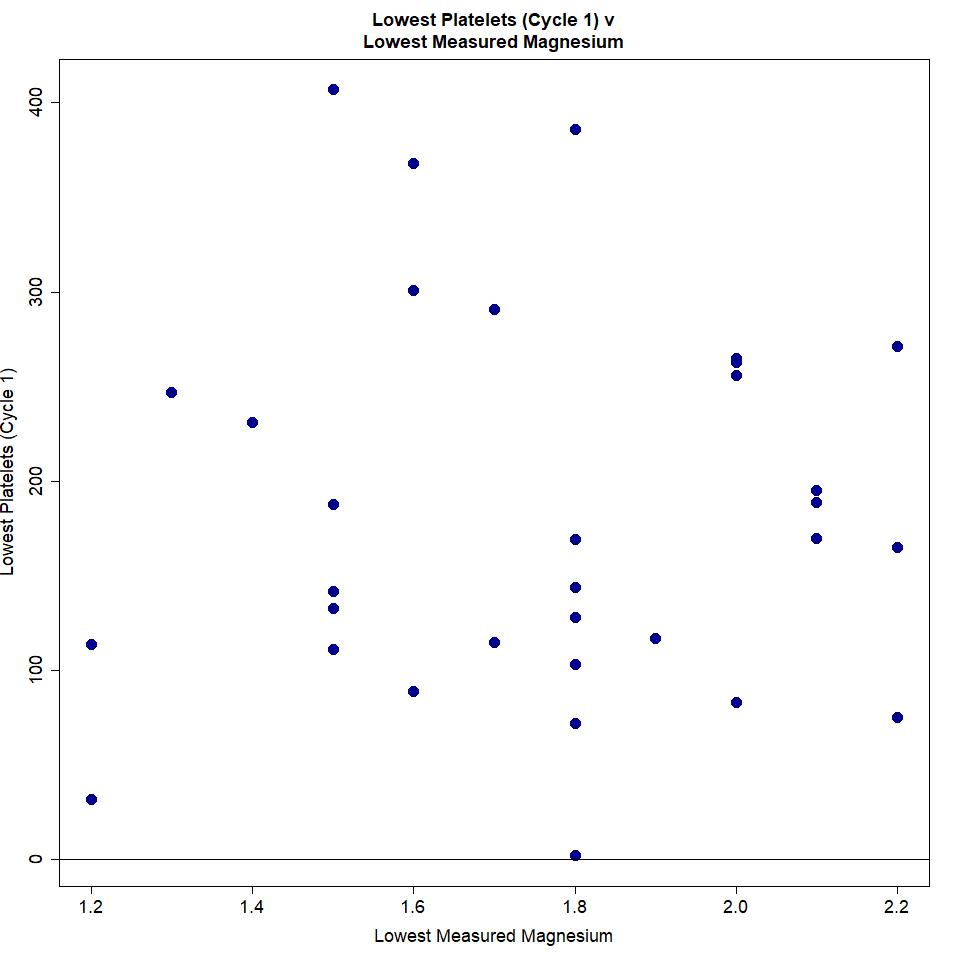 Lowest Platelets (Cycle 1) v
Lowest Measured Magnesium
400
300
200
100
0
Lowest Platelets (Cycle 1)
1.2 1.4 1.6 1.8 2.0 2.2
Lowest Measured Magnesium